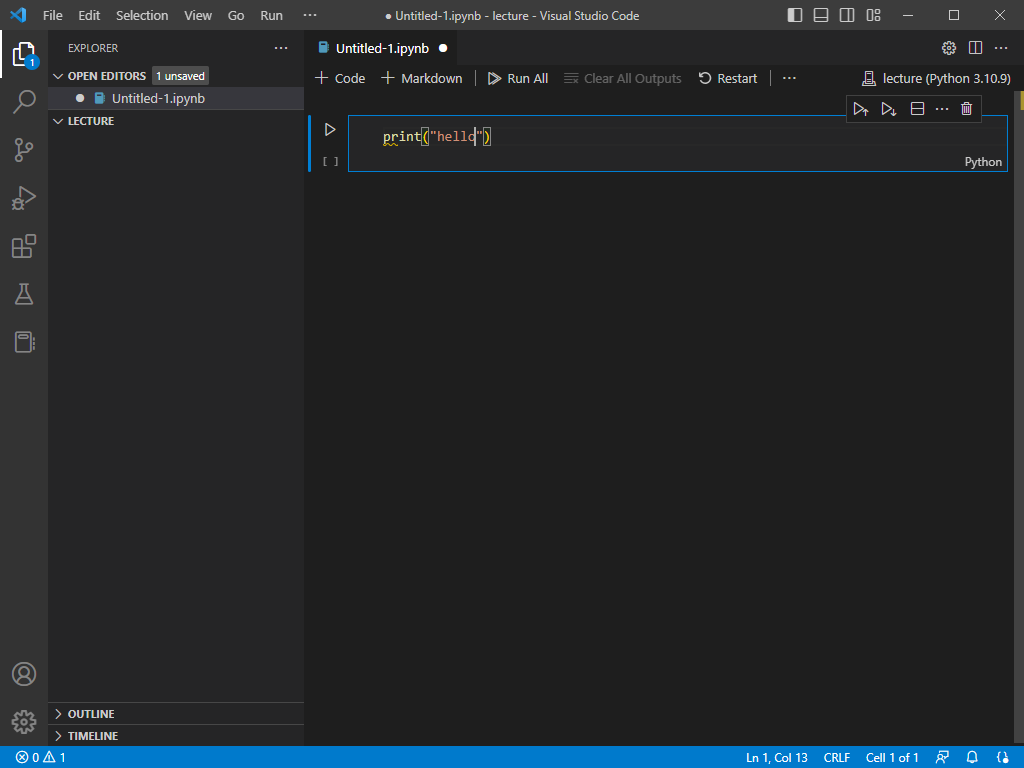 File Edit Selection View Go Run ··· ● Untitled-1.ipynb - lecture - Visual Studio Code
EXPLORER ···
1
OPEN EDITORS 1 unsaved
● Untitled-1.ipynb
LECTURE
OUTLINE
TIMELINE
Untitled-1.ipynb ●
+ Code + Markdown Run All Clear All Outputs Restart ··· lecture (Python 3.10.9)
print("hello")
[ ] Python
0 1 Ln 1, Col 13 CRLF Cell 1 of 1